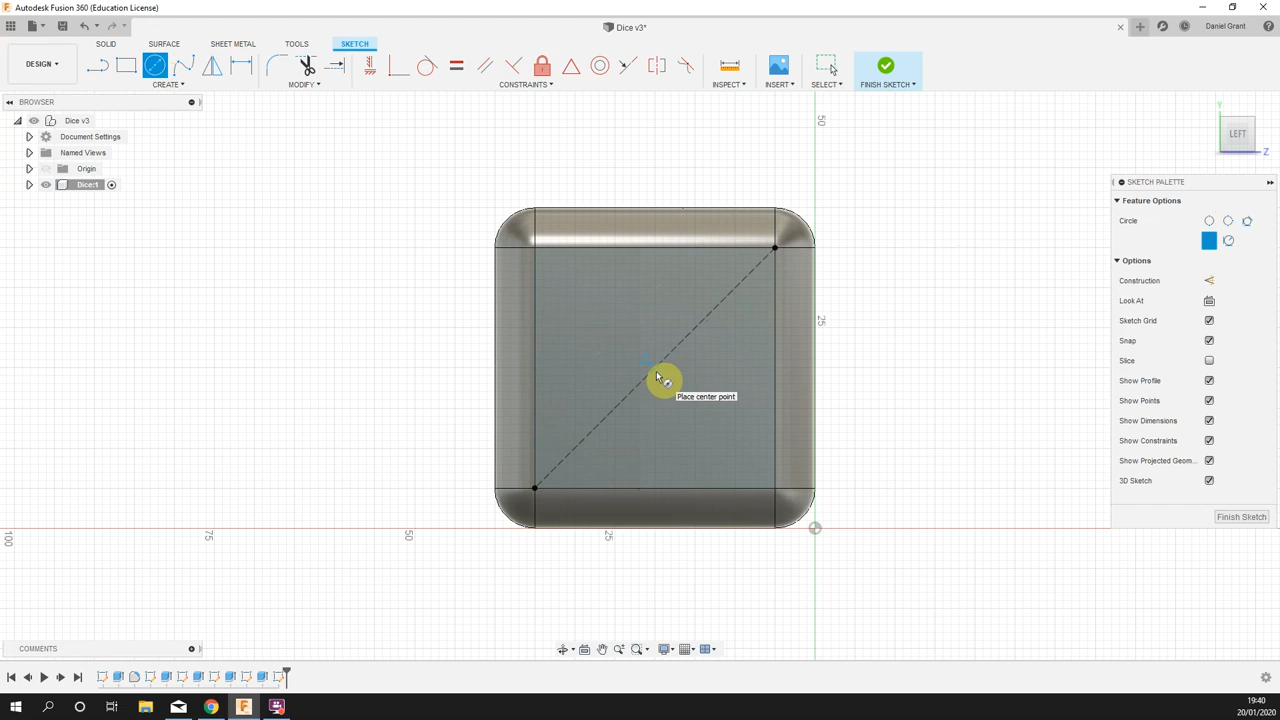 Autodesk Fusion 360 (Education License)
Dice v3*
Daniel Grant
DESIGN
SOLID
SURFACE
SHEET METAL
TOOLS
SKETCH
CREATE
MODIFY
CONSTRAINTS
INSPECT
INSERT
SELECT
FINISH SKETCH
BROWSER
Dice v3
Document Settings
Named Views
Origin
Dice:1
50
LEFT
Y
Z
SKETCH PALETTE
Feature Options
Circle
Options
Construction
Look At
Sketch Grid
Snap
Slice
Show Profile
Show Points
Show Dimensions
Show Constraints
Show Projected Geom...
3D Sketch
Finish Sketch
Place center point
25
100
75
50
25
COMMENTS
19:40
20/01/2020